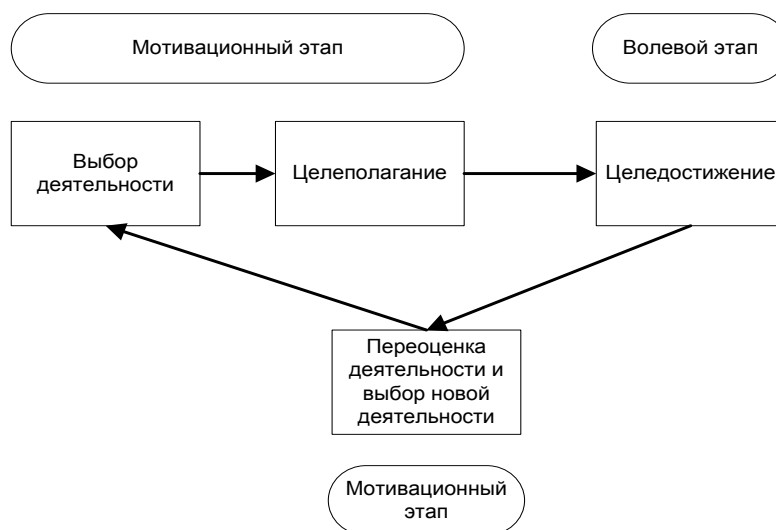 Мотивационный этап
Волевой этап
Выбор
деятельности
Целеполагание
Целедостижение
Переоценка
деятельности и
выбор новой
деятельности
Мотивационный
этап